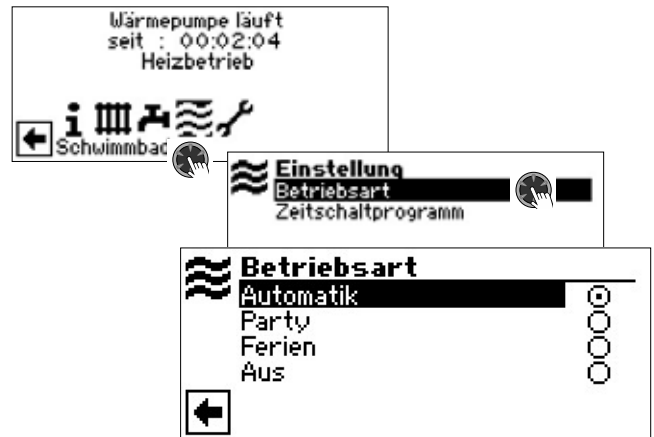 Wärmepumpe läuft
seit : 00:02:04
Heizbetrieb
Schwimmbad
Einstellung
Betriebsart
Zeitschaltprogramm
Betriebsart
Automatik
Party
Ferien
Aus